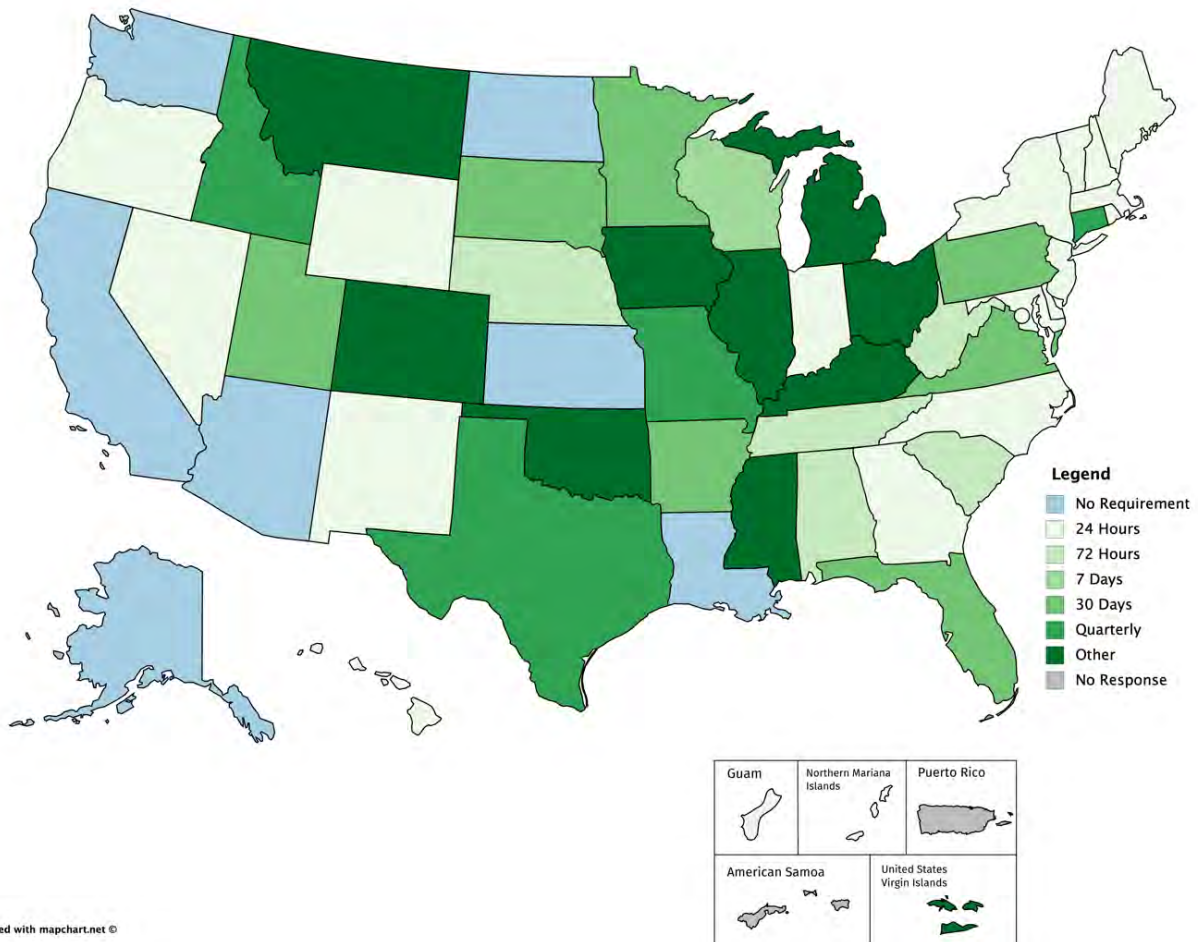 Legend
No Requirement
24 Hours
72 Hours
7 Days
30 Days
Quarterly
Other
No Response
Guam
Northern Mariana
Islands
Puerto Rico
American Samoa
United States
Virgin Islands
ed with mapchart.net ©